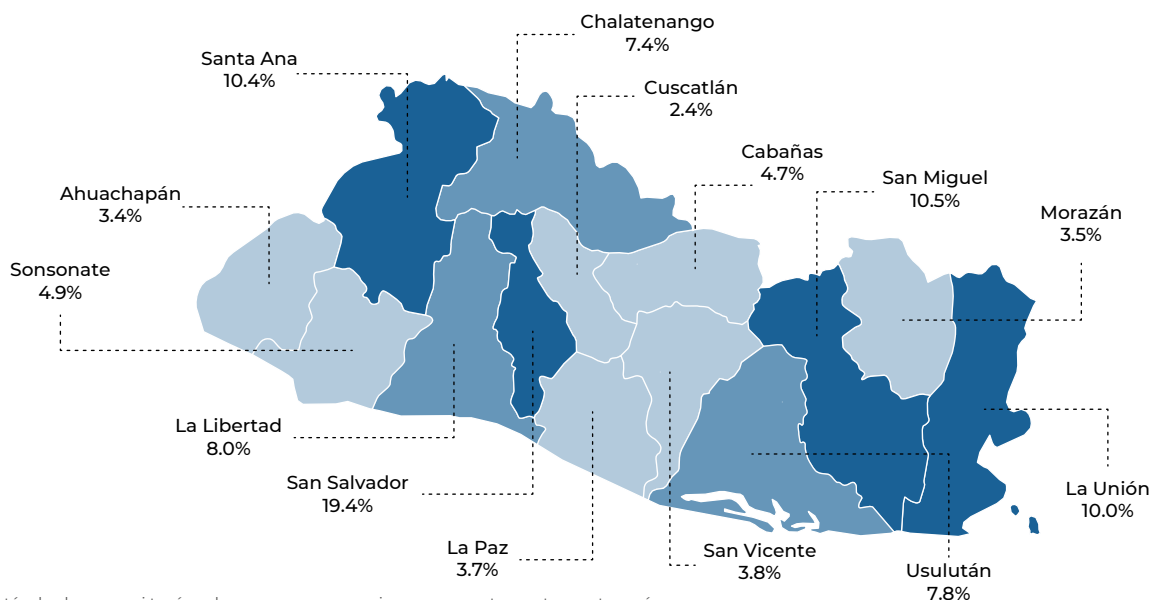 Chalatenango
7.4%
Santa Ana
10.4%
Cuscatlán
2.4%
Cabañas
4.7%
San Miguel
10.5%
Ahuachapán
3.4%
Morazán
3.5%
Sonsonate
4.9%
La Libertad
8.0%
San Salvador
19.4%
La Unión
10.0%
La Paz
3.7%
San Vicente
3.8%
Usulután
7.8%